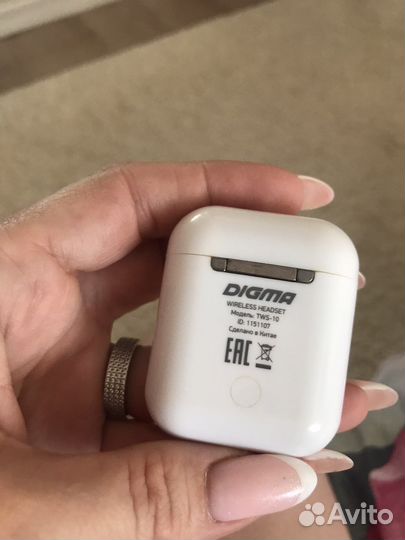 DIGMA
WIRELESS HEADSET
Модель: TWS-10
ID: 1151107
Сделано в Китае
EAC
Avito